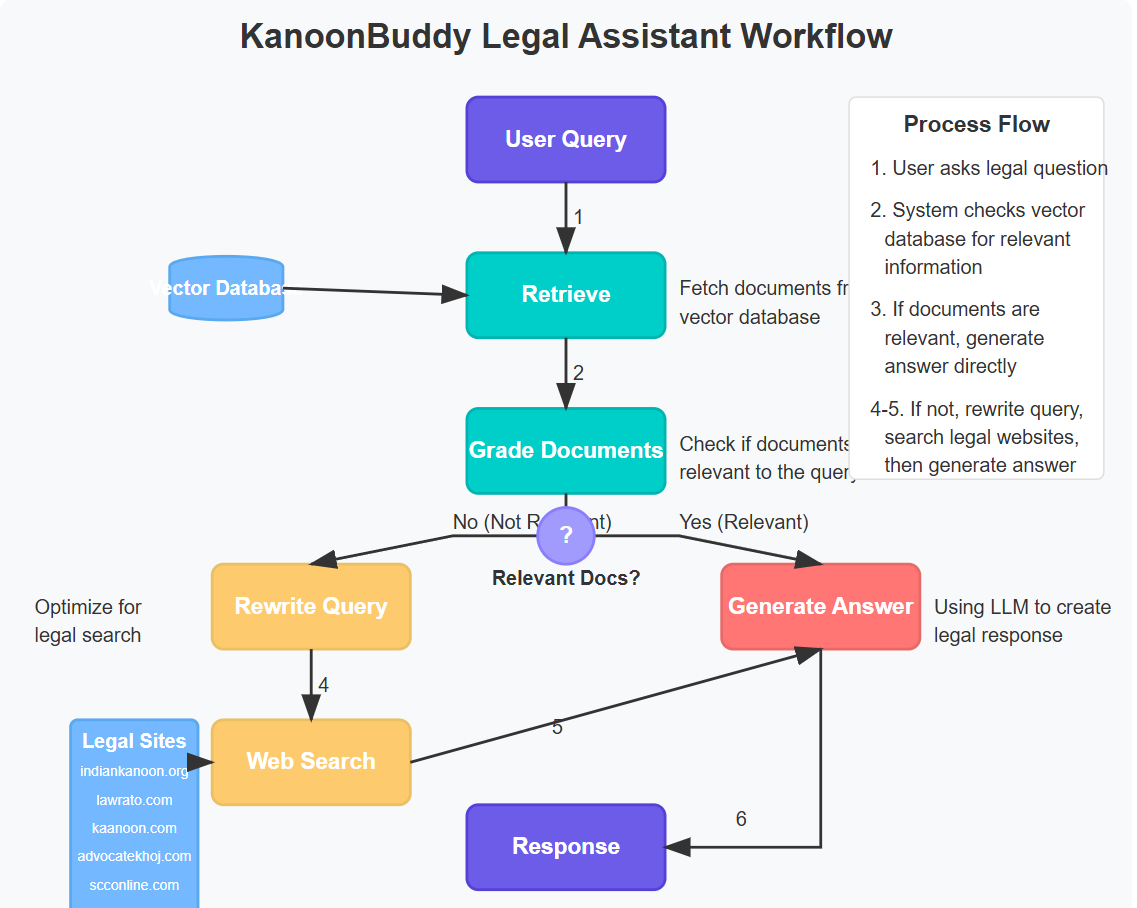 KanoonBuddy Legal Assistant Workflow
User Query
Process Flow
1. User asks legal question
2. System checks vector
database for relevant
information
3. If documents are
relevant, generate
answer directly
4-5. If not, rewrite query,
search legal websites,
then generate answer
1
Vector Databa
Retrieve
Fetch documents fr
vector database
2
Grade Documents
Check if documents
relevant to the query
No (Not R nt)
?
Yes (Relevant)
Relevant Docs?
Optimize for
legal search
Rewrite Query
Generate Answer
Using LLM to create
legal response
4
5
Legal Sites
indiankanoon.org
lawrato.com
kaanoon.com
advocatekhoj.com
scconline.com
Web Search
6
Response